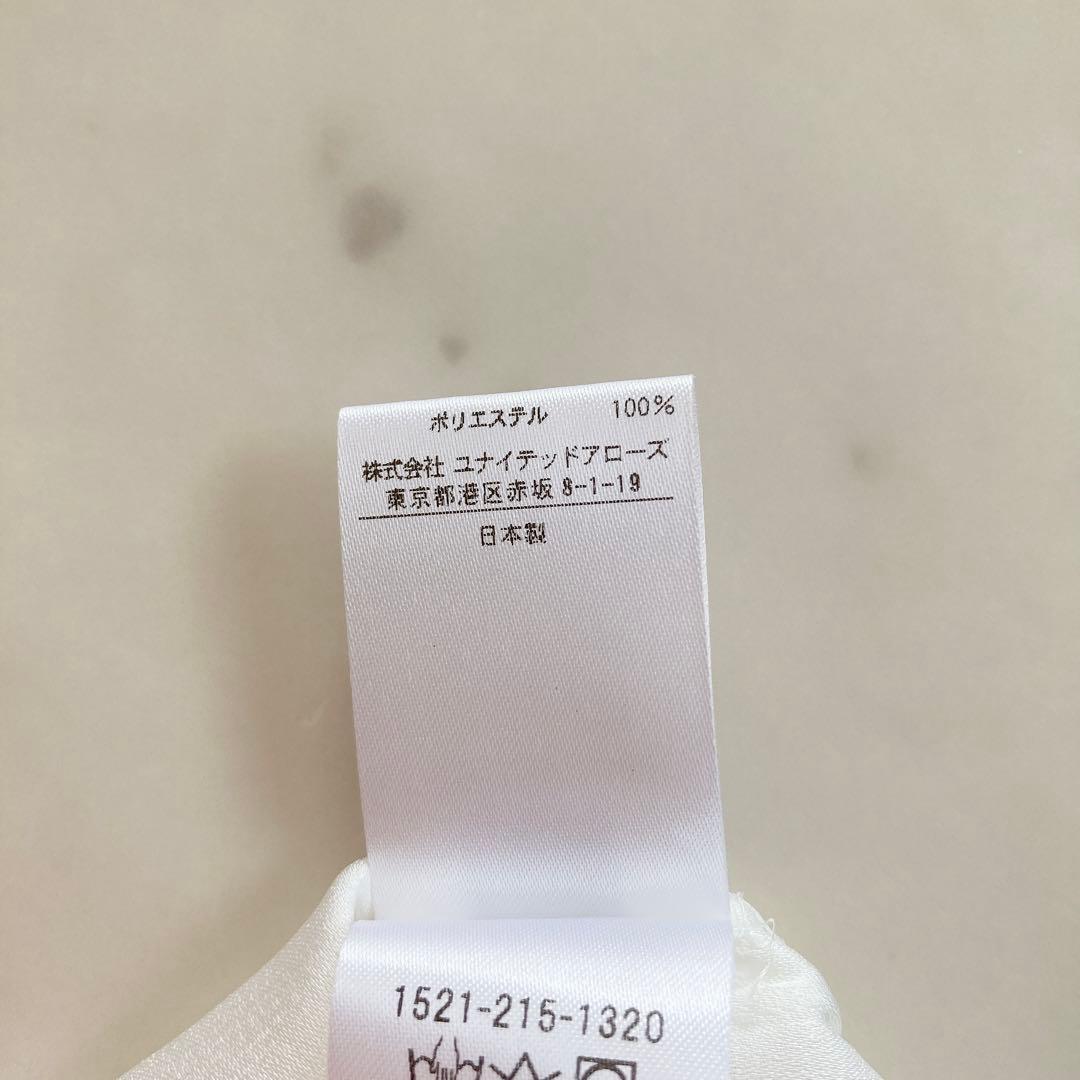 ポリエステル 100%
株式会社 ユナイテッドアローズ
東京都港区赤坂 8-1-19
日本製
1521-215-1320